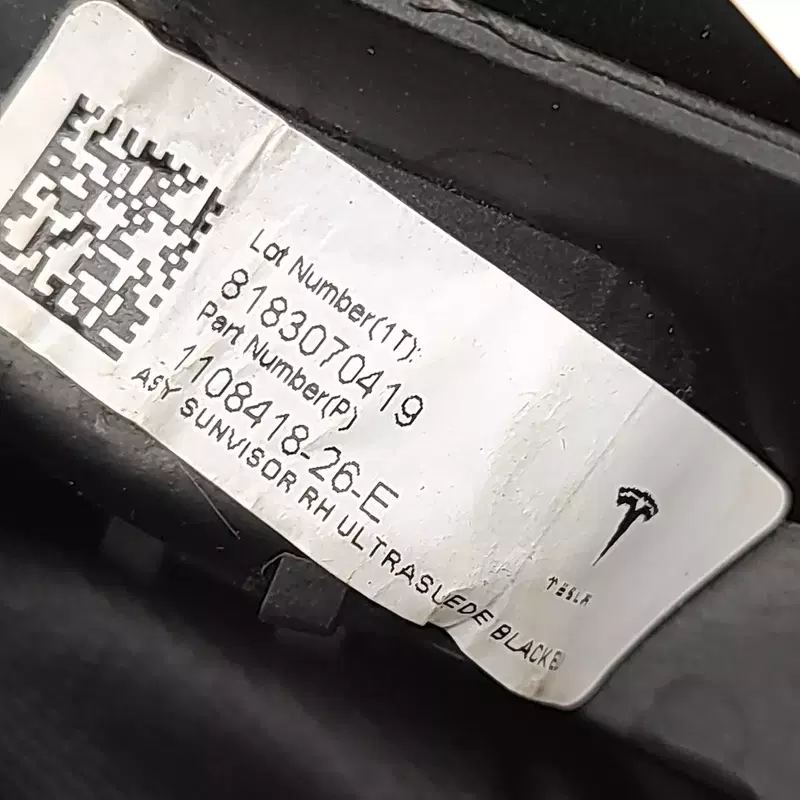 Lot Number(1T):
8183070419
Part Number(P)
1108418-26-E
ASY SUNVISOR RH ULTRASUEDE BLACK
TESLA